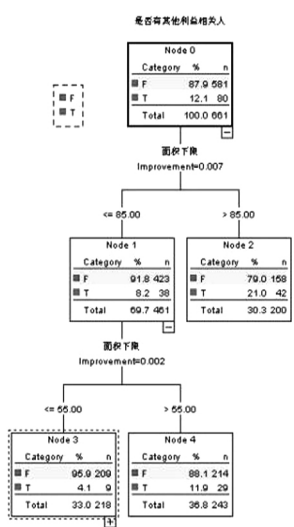 是否有其他利益相关人
Node 0
Category % n
F 87.9 581
T 12.1 80
Total 100.0 661
F
T
面积下限
Improvement=0.007
<= 85.00 > 85.00
Node 1
Category % n
F 91.8 423
T 8.2 38
Total 69.7 461
Node 2
Category % n
F 79.0 158
T 21.0 42
Total 30.3 200
面积下限
Improvement=0.002
<= 55.00 > 55.00
Node 3
Category % n
F 95.9 209
T 4.1 9
Total 33.0 218
Node 4
Category % n
F 88.1 214
T 11.9 29
Total 36.8 243